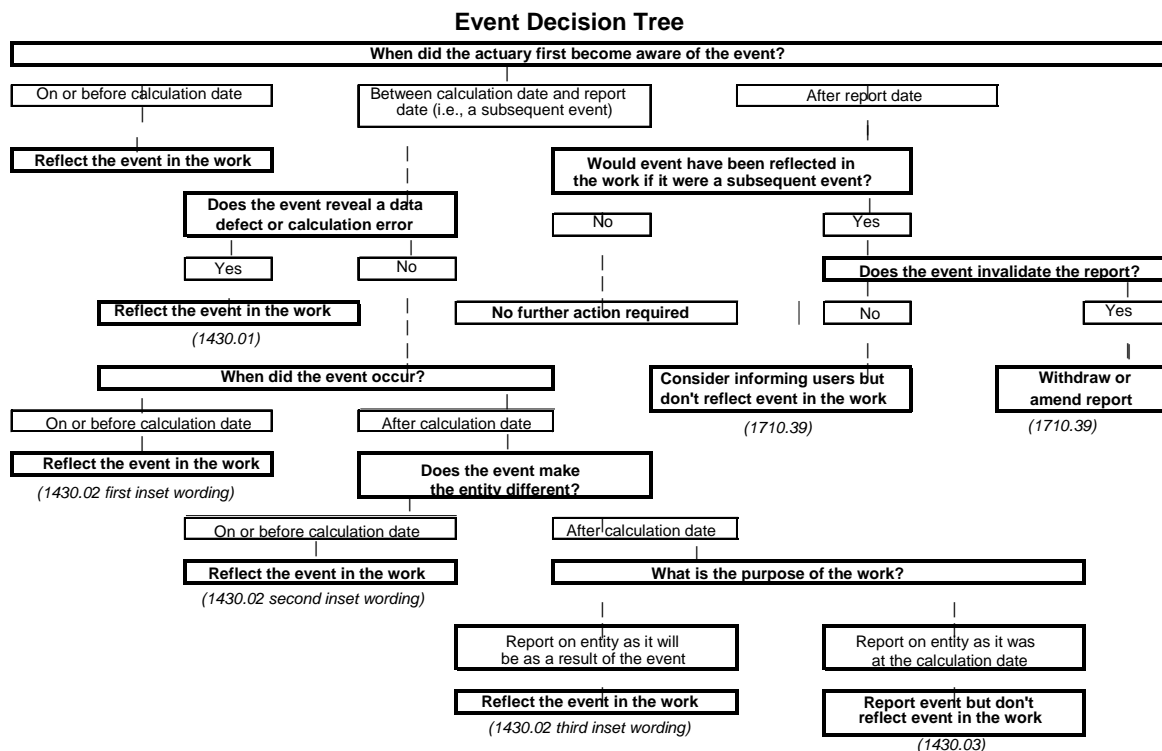 Event Decision Tree
When did the actuary first become aware of the event?
On or before calculation date
Between calculation date and report
date (i.e., a subsequent event)
After report date
Reflect the event in the work
Would event have been reflected in
the work if it were a subsequent event?
Does the event reveal a data
defect or calculation error
No
Yes
Yes
No
Does the event invalidate the report?
Reflect the event in the work
(1430.01)
No further action required
No
Yes
When did the event occur?
Consider informing users but
don't reflect event in the work
(1710.39)
Withdraw or
amend report
(1710.39)
On or before calculation date
After calculation date
Reflect the event in the work
(1430.02 first inset wording)
Does the event make
the entity different?
On or before calculation date
After calculation date
Reflect the event in the work
(1430.02 second inset wording)
What is the purpose of the work?
Report on entity as it will
be as a result of the event
Report on entity as it was
at the calculation date
Reflect the event in the work
(1430.02 third inset wording)
Report event but don't
reflect event in the work
(1430.03)